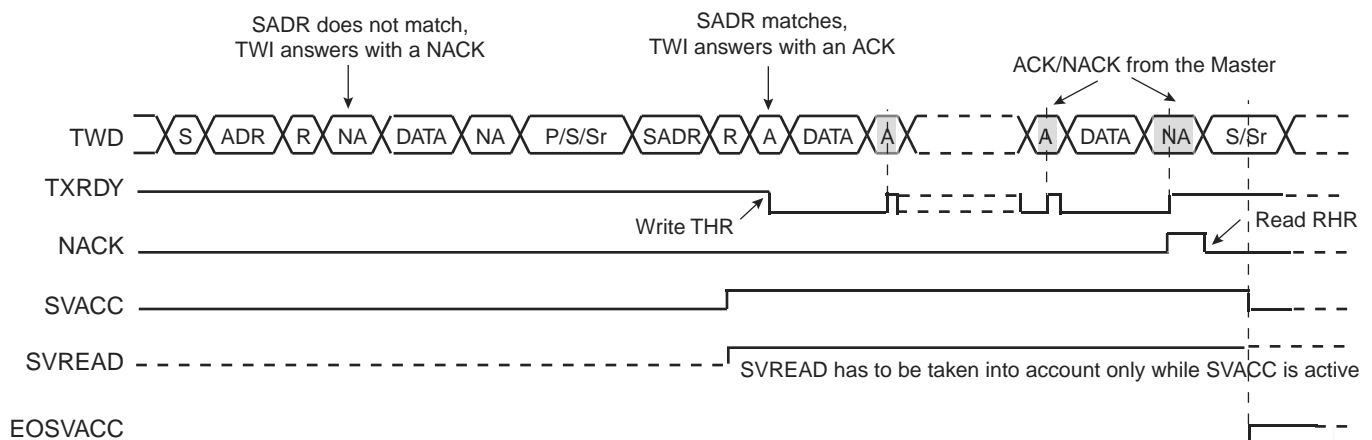 SADR does not match,
TWI answers with a NACK
SADR matches,
TWI answers with an ACK
ACK/NACK from the Master
TWD S ADR R NA DATA NA P/S/Sr SADR R A DATA A A DATA NA S/Sr
TXRDY
Write THR
NACK
Read RHR
SVACC
SVREAD
SVREAD has to be taken into account only while SVACC is active
EOSVACC